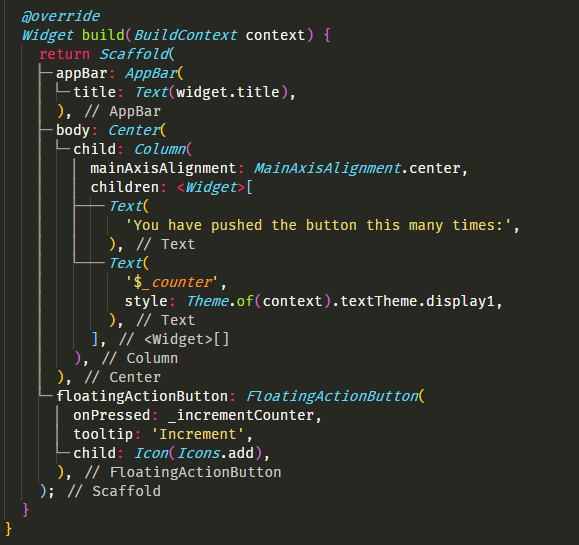 @override
Widget build(BuildContext context) {
return Scaffold(
appBar: AppBar(
title: Text(widget.title),
), // AppBar
body: Center(
child: Column(
mainAxisAlignment: MainAxisAlignment.center,
children: <Widget>[
Text(
'You have pushed the button this many times:',
), // Text
Text(
'$_counter',
style: Theme.of(context).textTheme.display1,
), // Text
], // <Widget>[]
), // Column
), // Center
floatingActionButton: FloatingActionButton(
onPressed: _incrementCounter,
tooltip: 'Increment',
child: Icon(Icons.add),
), // FloatingActionButton
); // Scaffold
}
}